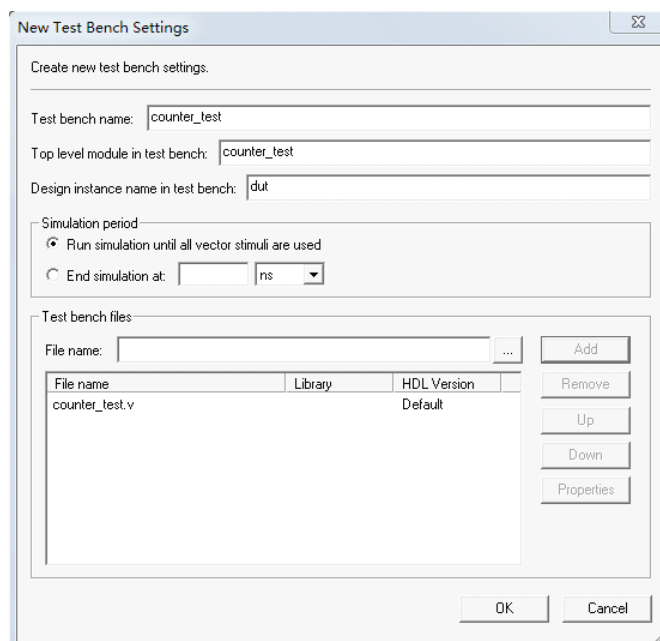 New Test Bench Settings
Create new test bench settings.
Test bench name: counter_test
Top level module in test bench: counter_test
Design instance name in test bench: dut
Simulation period
Run simulation until all vector stimuli are used
End simulation at: ns
Test bench files
File name: ... Add
File name Library HDL Version Remove
counter_test.v Default
Up
Down
Properties
OK Cancel